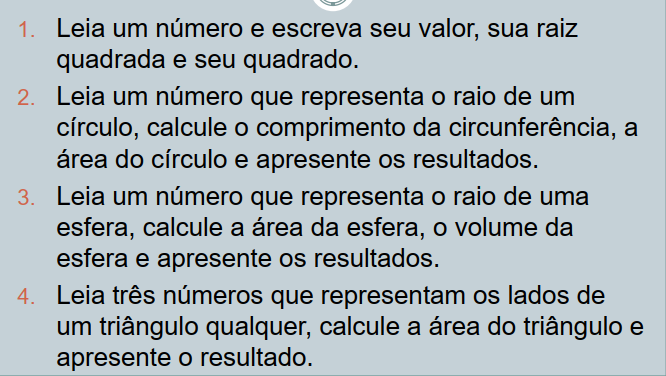 1. Leia um número e escreva seu valor, sua raiz
quadrada e seu quadrado.
2. Leia um número que representa o raio de um
círculo, calcule o comprimento da circunferência, a
área do círculo e apresente os resultados.
3. Leia um número que representa o raio de uma
esfera, calcule a área da esfera, o volume da
esfera e apresente os resultados.
4. Leia três números que representam os lados de
um triângulo qualquer, calcule a área do triângulo e
apresente o resultado.